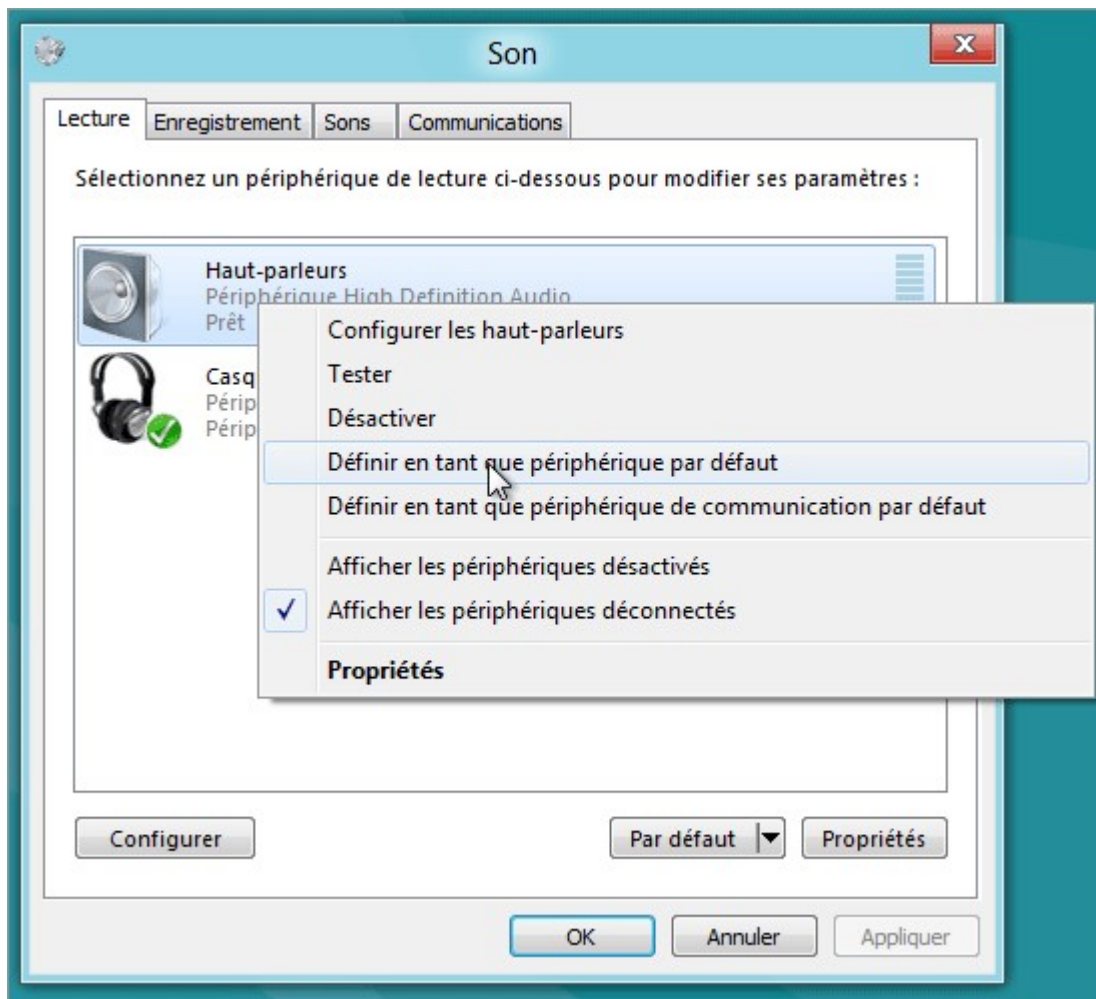 Son
Lecture
Enregistrement
Sons
Communications
Sélectionnez un périphérique de lecture ci-dessous pour modifier ses paramètres :
Haut-parleurs
Périphérique High Definition Audio
Prêt
Casq
Périp
Périp
Configurer les haut-parleurs
Tester
Désactiver
Définir en tant que périphérique par défaut
Définir en tant que périphérique de communication par défaut
Afficher les périphériques désactivés
Afficher les périphériques déconnectés
Propriétés
Configurer
Par défaut
Propriétés
OK
Annuler
Appliquer